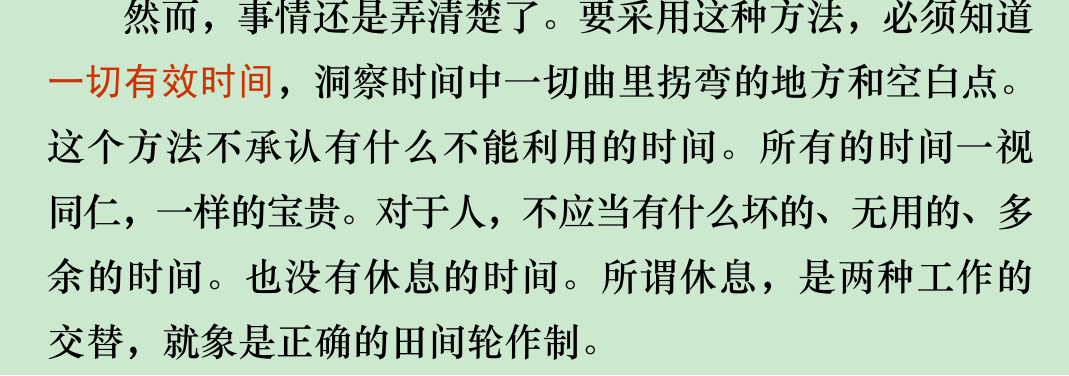 然而，事情还是弄清楚了。要采用这种方法，必须知道
一切有效时间，洞察时间中一切曲里拐弯的地方和空白点。
这个方法不承认有什么不能利用的时间。所有的时间一视
同仁，一样的宝贵。对于人，不应当有什么坏的、无用的、多
余的时间。也没有休息的时间。所谓休息，是两种工作的
交替，就象是正确的田间轮作制。